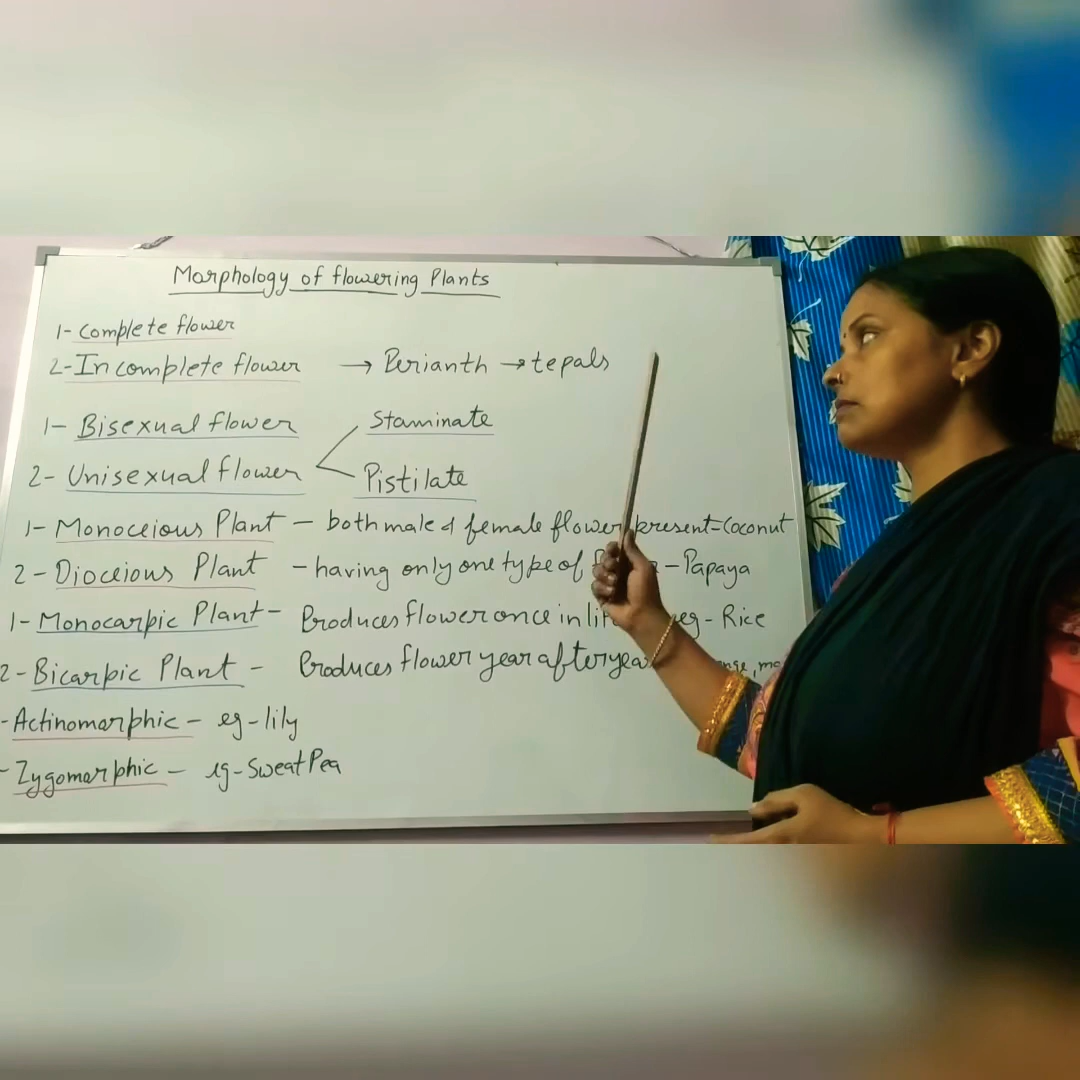 Morphology of flowering Plants
1- Complete flower
2- Incomplete flower → Perianth → tepals
1- Bisexual flower
Staminate
2- Unisexual flower
Pistilate
1- Monoceious Plant - both male & female flower present = Coconut
2- Dioceious Plant - having only one type of - Papaya
1- Monocarpic Plant - Produces flower once in eg - Rice
2- Bicarpic Plant - Produces flower year after year
- Actinomorphic - eg - lily
- Zygomorphic - eg - Sweat Pea